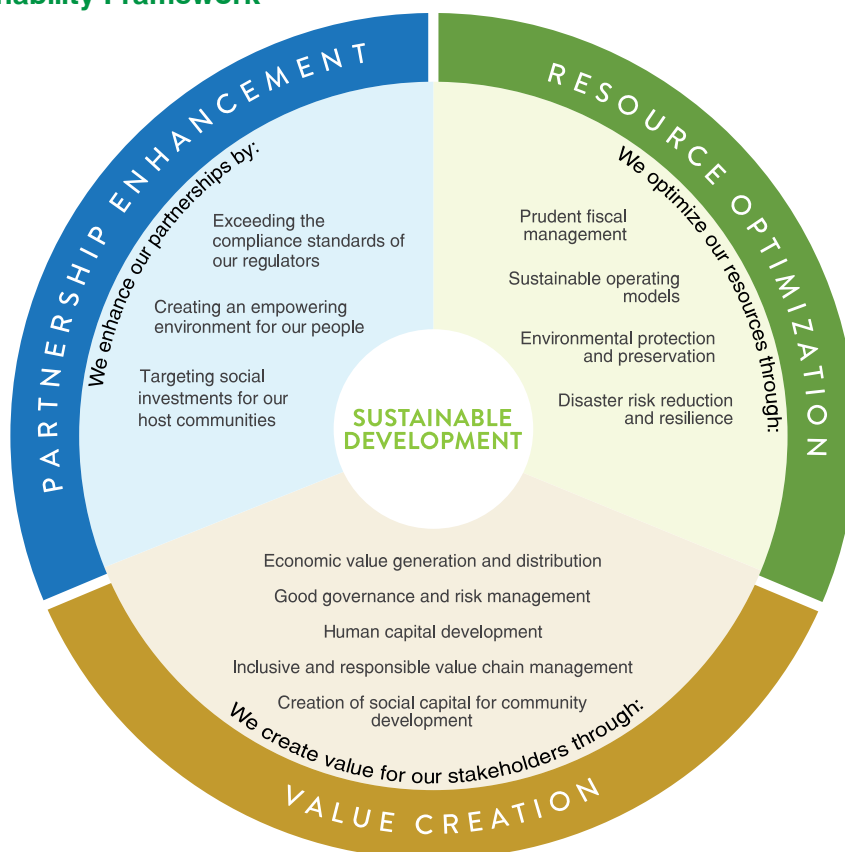 nability Framework
PARTNERSHIP ENHANCEMENT
We enhance our partnerships by:
Exceeding the
compliance standards of
our regulators
Creating an empowering
environment for our people
Targeting social
investments for our
host communities
RESOURCE OPTIMIZATION
We optimize our resources through:
Prudent fiscal
management
Sustainable operating
models
Environmental protection
and preservation
Disaster risk reduction
and resilience
SUSTAINABLE
DEVELOPMENT
Economic value generation and distribution
Good governance and risk management
Human capital development
Inclusive and responsible value chain management
Creation of social capital for community
development
We create value for our stakeholders through:
VALUE CREATION